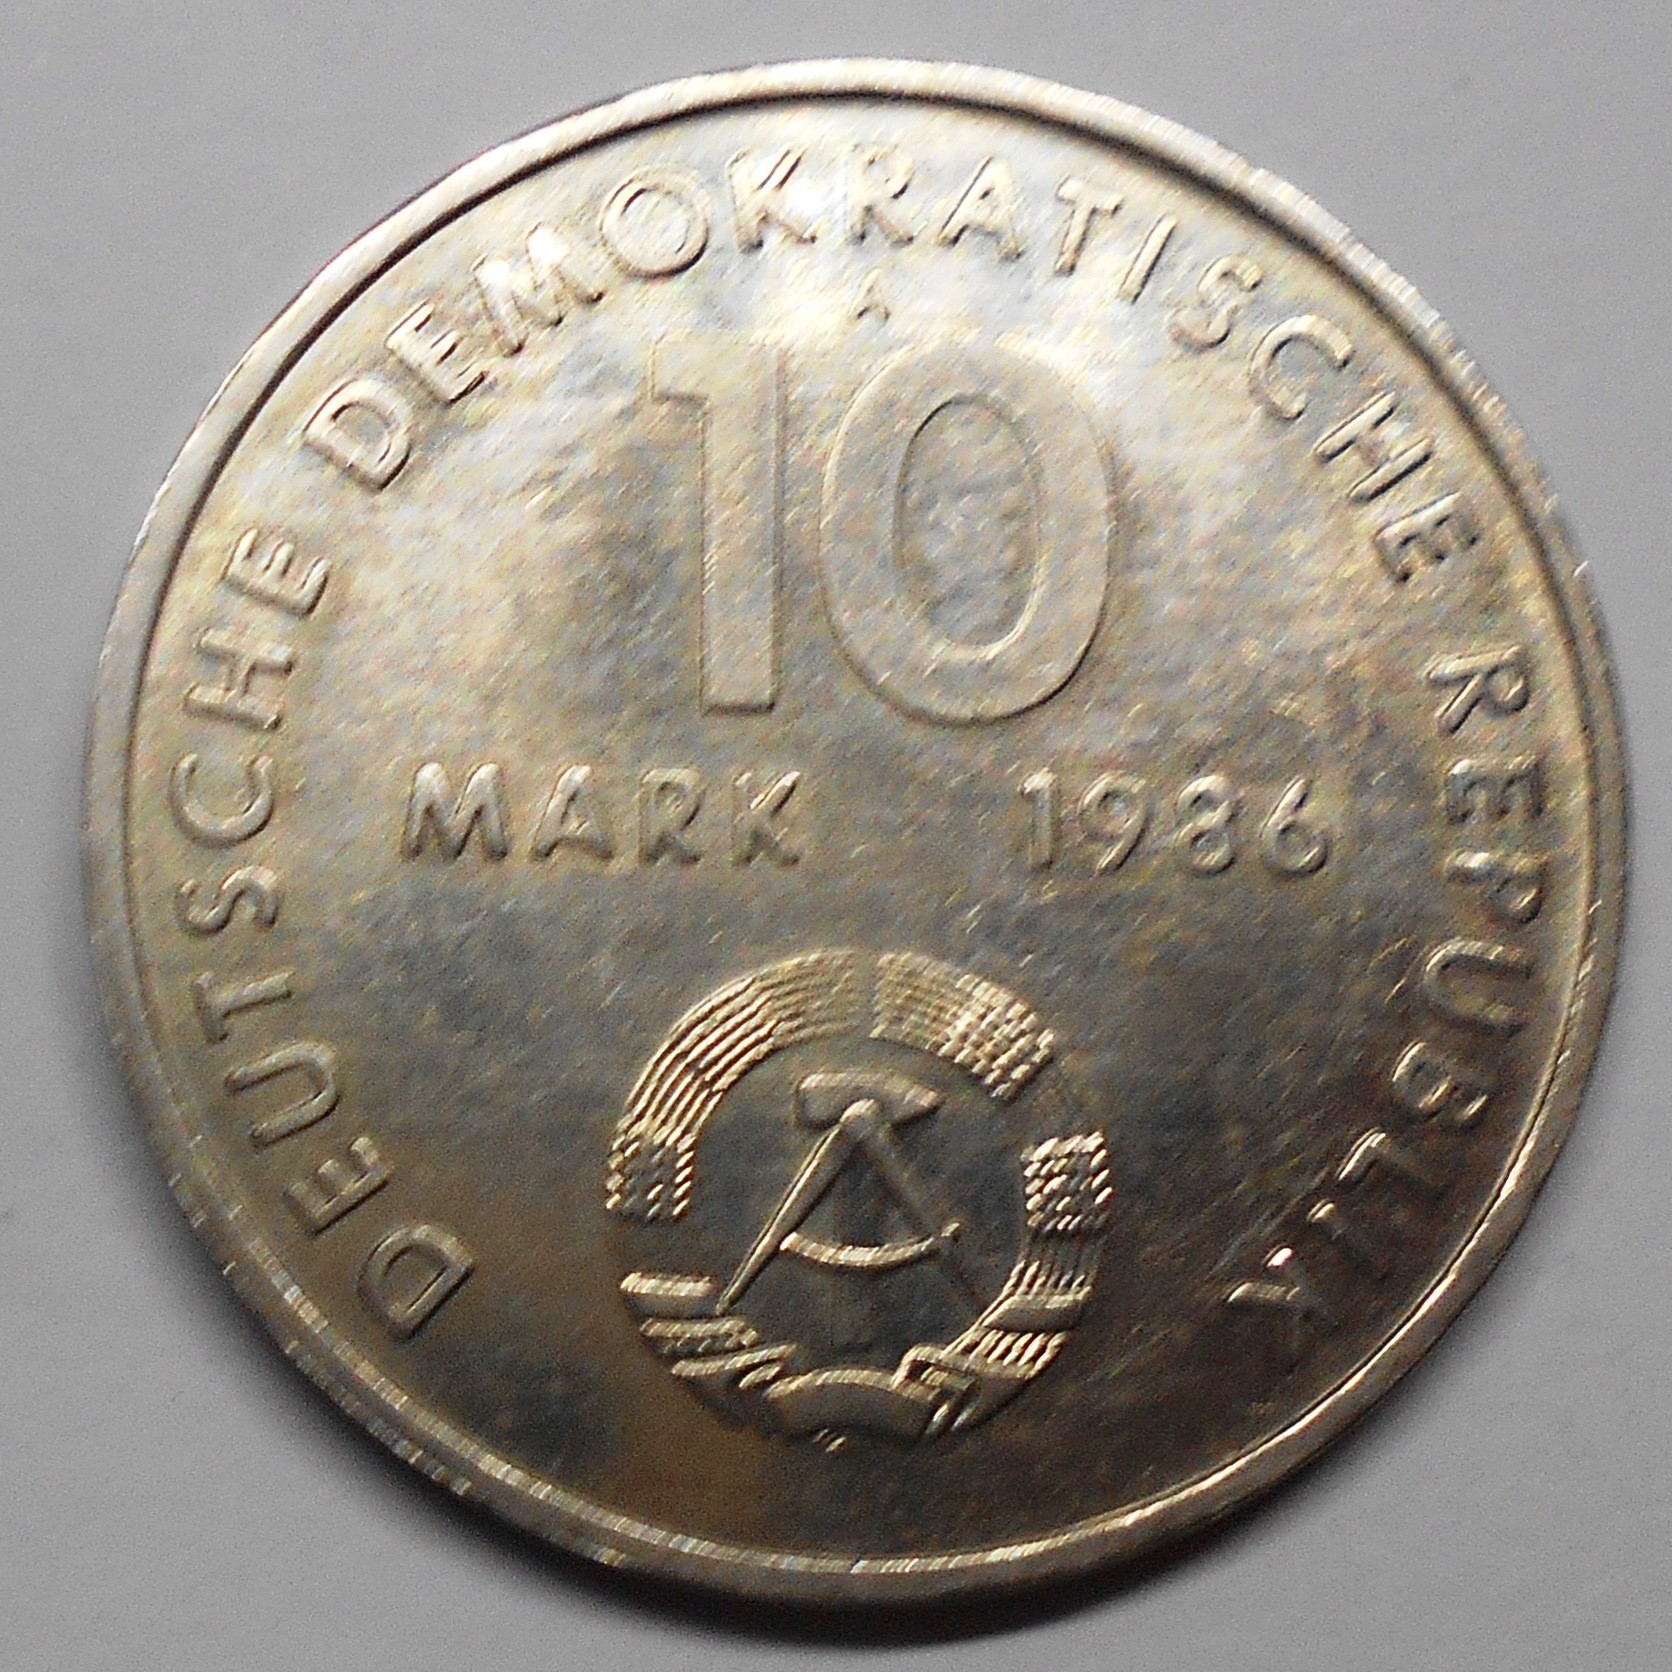 DEUTSCHE DEMOKRATISCHE REPUBLIK
A
10
MARK 1986